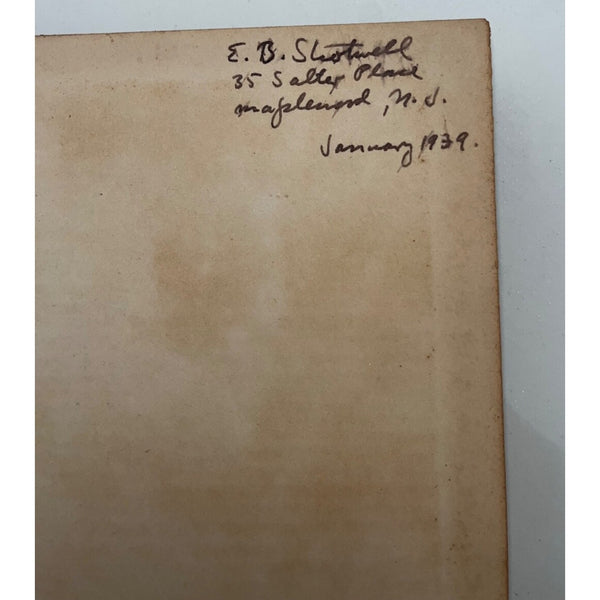 E. B. Shotwell
35 Salter Place
Maplewood, N. J.
January 1939.